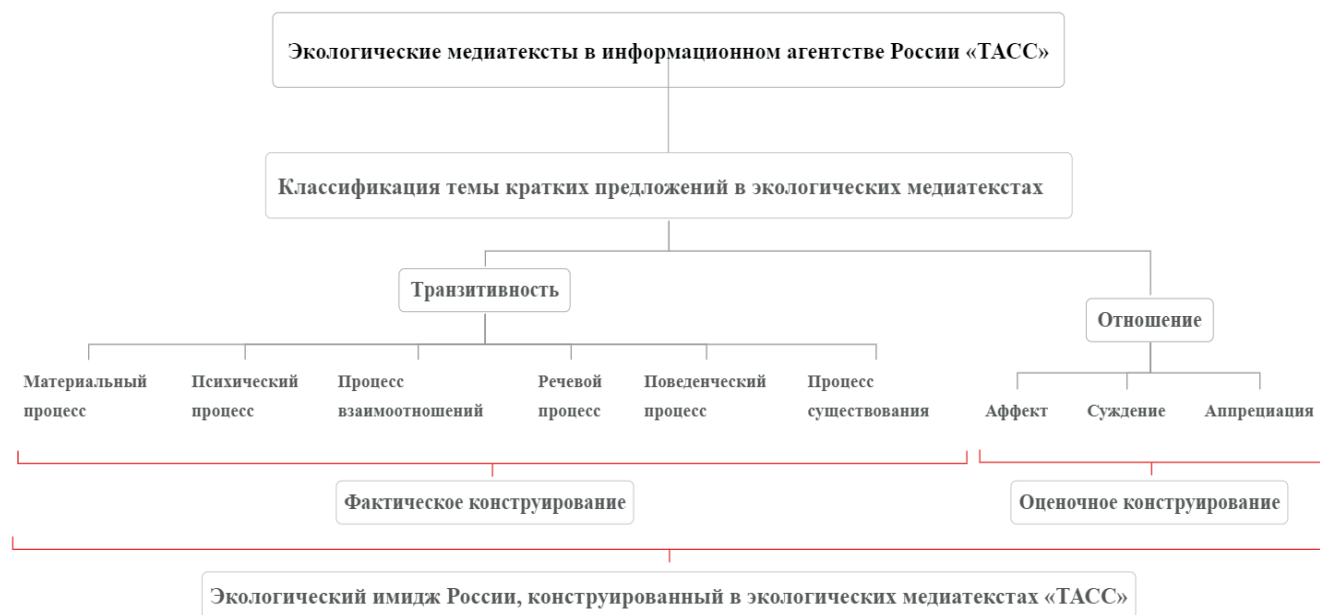 Экологические медиатексты в информационном агентстве России «ТАСС»
Классификация темы кратких предложений в экологических медиатекстах
Транзитивность
Отношение
Материальный процесс
Психический процесс
Процесс взаимоотношений
Речевой процесс
Поведенческий процесс
Процесс существования
Аффект
Суждение
Аппрециация
Фактическое конструирование
Оценочное конструирование
Экологический имидж России, конструированный в экологических медиатекстах «ТАСС»